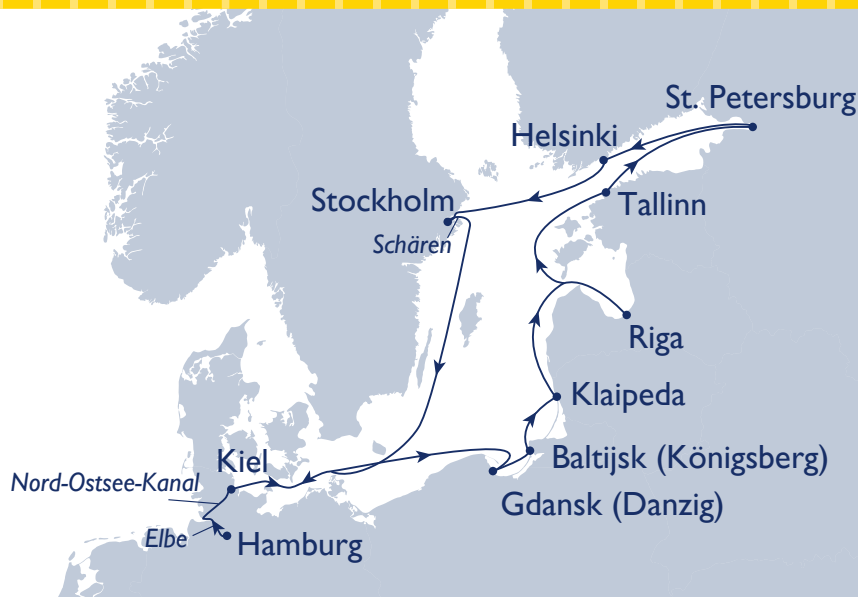 St. Petersburg
Helsinki
Stockholm
Tallinn
Schären
Riga
Klaipeda
Kiel
Baltijsk (Königsberg)
Nord-Ostsee-Kanal
Gdansk (Danzig)
Elbe
Hamburg